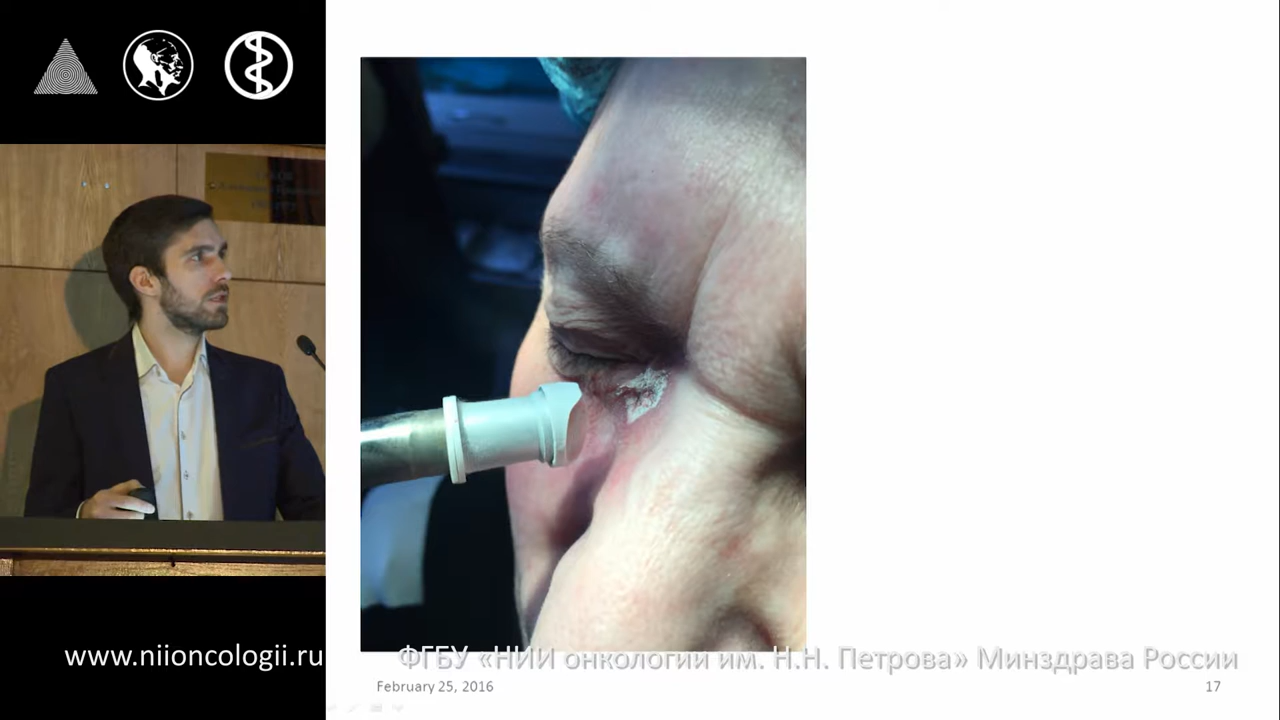 www.niioncologii.ru
ФГБУ «НИИ онкологии им. Н.Н. Петрова» Минздрава России
February 25, 2016
17